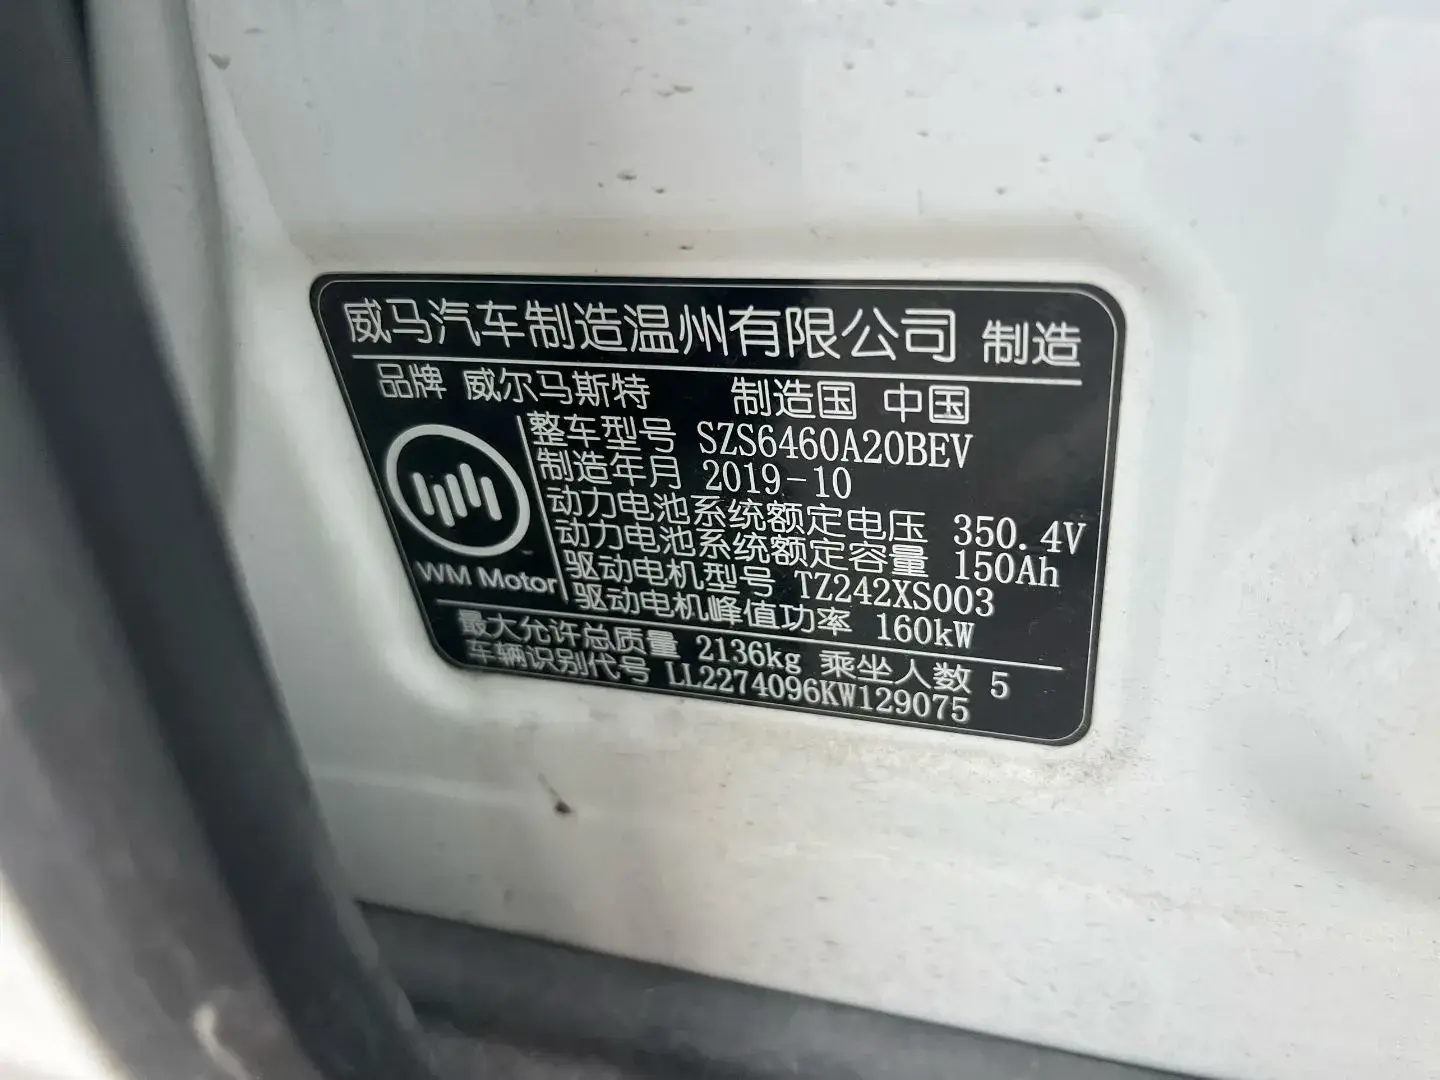 威马汽车制造温州有限公司 制造
品牌 威尔马斯特 制造国 中国
整车型号 SZS6460A20BEV
制造年月 2019-10
动力电池系统额定电压 350.4V
动力电池系统额定容量 150Ah
驱动电机型号 TZ242XS003
驱动电机峰值功率 160kW
WM Motor
最大允许总质量 2136kg 乘坐人数 5
车辆识别代号 LL2274096KW129075